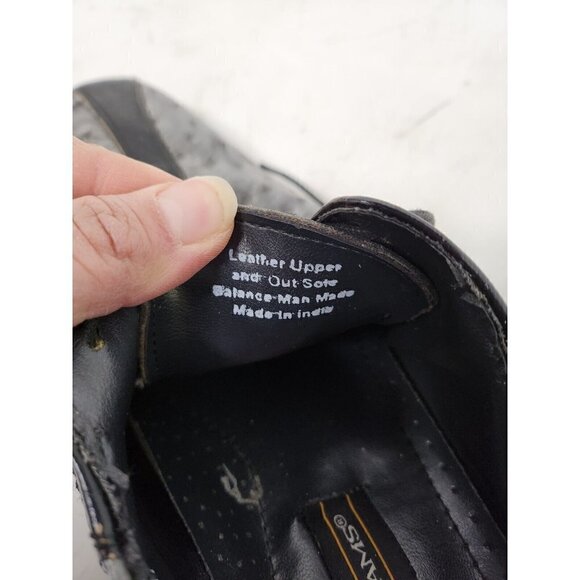 Leather Upper
and Out Sole
Balance Man Made
Made In India
AMS®